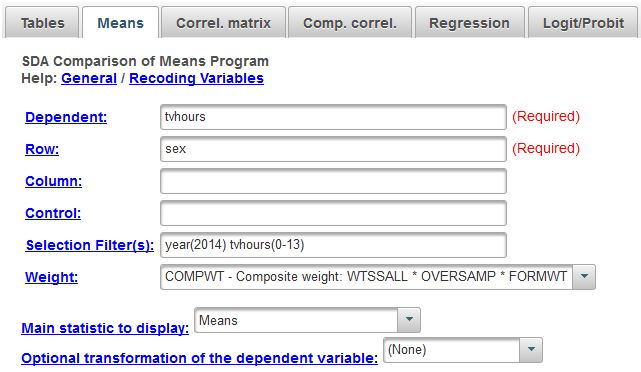 Tables Means Correl. matrix Comp. correl. Regression Logit/Probit
SDA Comparison of Means Program
Help: General / Recoding Variables
Dependent: tvhours (Required)
Row: sex (Required)
Column:
Control:
Selection Filter(s): year(2014) tvhours(0-13)
Weight: COMPWT - Composite weight: WTSSALL * OVERSAMP * FORMWT
Main statistic to display: Means
Optional transformation of the dependent variable: (None)